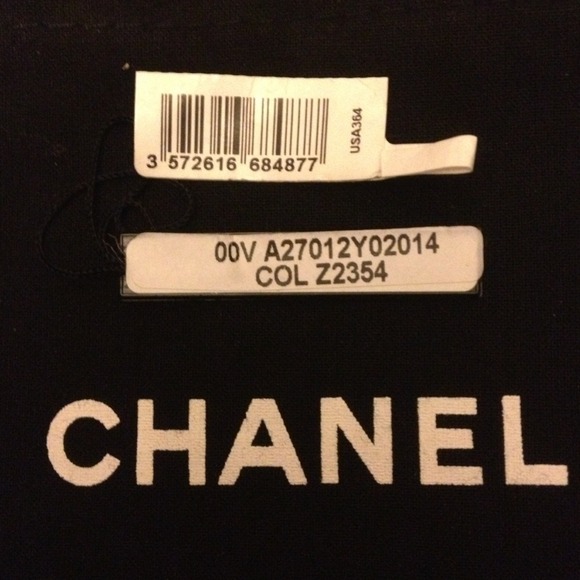 USA364
3 572616 684877
00V A27012Y02014
COL Z2354
CHANEL